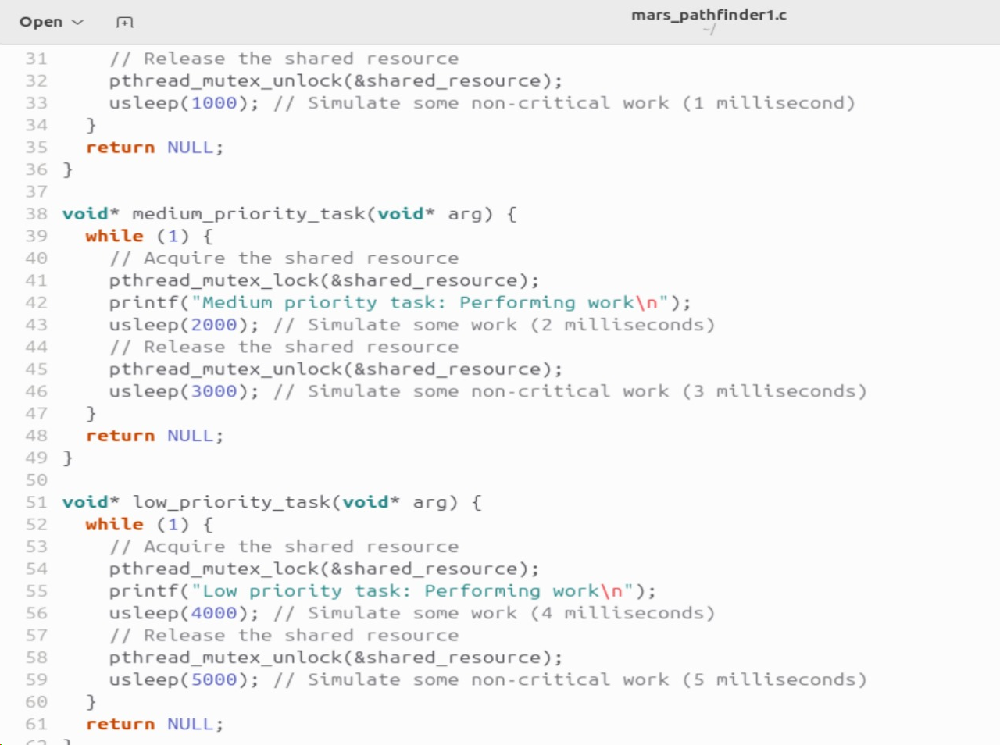 Open
mars_pathfinder1.c
~/
31 // Release the shared resource
32 pthread_mutex_unlock(&shared_resource);
33 usleep(1000); // Simulate some non-critical work (1 millisecond)
34 }
35 return NULL;
36 }
37
38 void* medium_priority_task(void* arg) {
39 while (1) {
40 // Acquire the shared resource
41 pthread_mutex_lock(&shared_resource);
42 printf("Medium priority task: Performing work\n");
43 usleep(2000); // Simulate some work (2 milliseconds)
44 // Release the shared resource
45 pthread_mutex_unlock(&shared_resource);
46 usleep(3000); // Simulate some non-critical work (3 milliseconds)
47 }
48 return NULL;
49 }
50
51 void* low_priority_task(void* arg) {
52 while (1) {
53 // Acquire the shared resource
54 pthread_mutex_lock(&shared_resource);
55 printf("Low priority task: Performing work\n");
56 usleep(4000); // Simulate some work (4 milliseconds)
57 // Release the shared resource
58 pthread_mutex_unlock(&shared_resource);
59 usleep(5000); // Simulate some non-critical work (5 milliseconds)
60 }
61 return NULL;
62 }